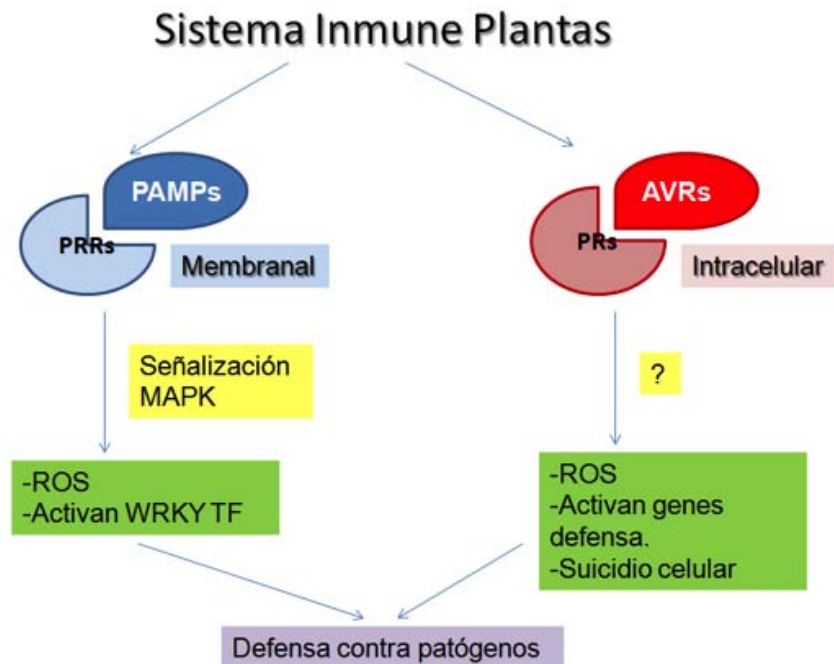 Sistema Inmune Plantas
PAMPs
PRRs
Membranal
AVRs
PRs
Intracelular
Señalización
MAPK
?
-ROS
-Activan WRKY TF
-ROS
-Activan genes
defensa.
-Suicidio celular
Defensa contra patógenos